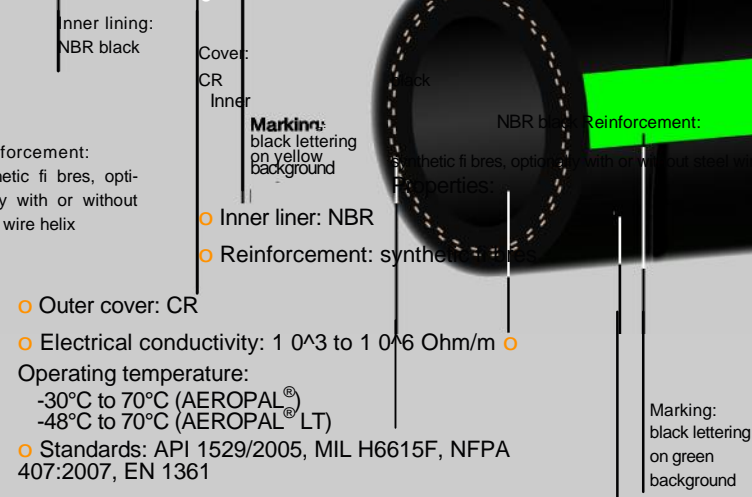 Inner lining:
NBR black
Cover:
CR
black
Inner
Marking:
black lettering
on yellow
background
NBR black Reinforcement:
forcement:
etic fi bres, opti-
y with or without
wire helix
synthetic fi bres, optionally with or without steel wi
Properties:
o Inner liner: NBR
o Reinforcement: synthetic fibres
o Outer cover: CR
o Electrical conductivity: 1 0^3 to 1 0^6 Ohm/m o
Operating temperature:
-30°C to 70°C (AEROPAL®)
-48°C to 70°C (AEROPAL® LT)
o Standards: API 1529/2005, MIL H6615F, NFPA
407:2007, EN 1361
Marking:
black lettering
on green
background